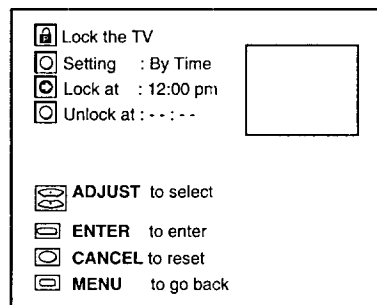 Lock the TV
Setting : By Time
Lock at : 12:00 pm
Unlock at : - - : - -
ADJUST to select
ENTER to enter
CANCEL to reset
MENU to go back